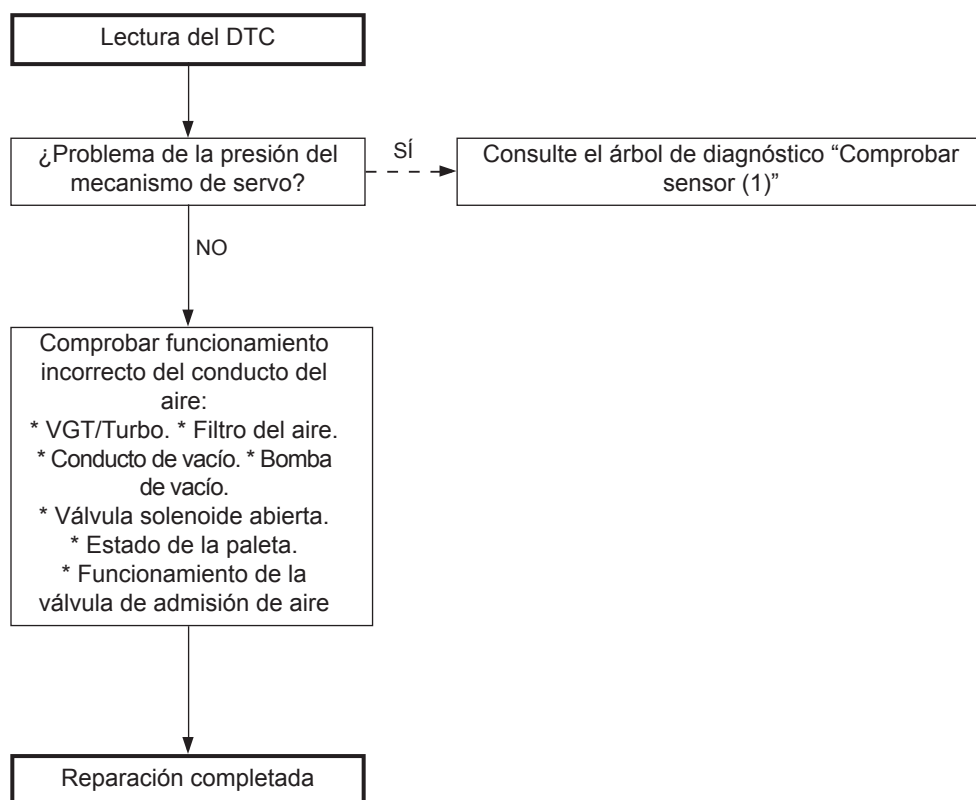 Lectura del DTC
¿Problema de la presión del
mecanismo de servo?
SÍ
Consulte el árbol de diagnóstico “Comprobar
sensor (1)”
NO
Comprobar funcionamiento
incorrecto del conducto del
aire:
* VGT/Turbo. * Filtro del aire.
* Conducto de vacío. * Bomba
de vacío.
* Válvula solenoide abierta.
* Estado de la paleta.
* Funcionamiento de la
válvula de admisión de aire
Reparación completada